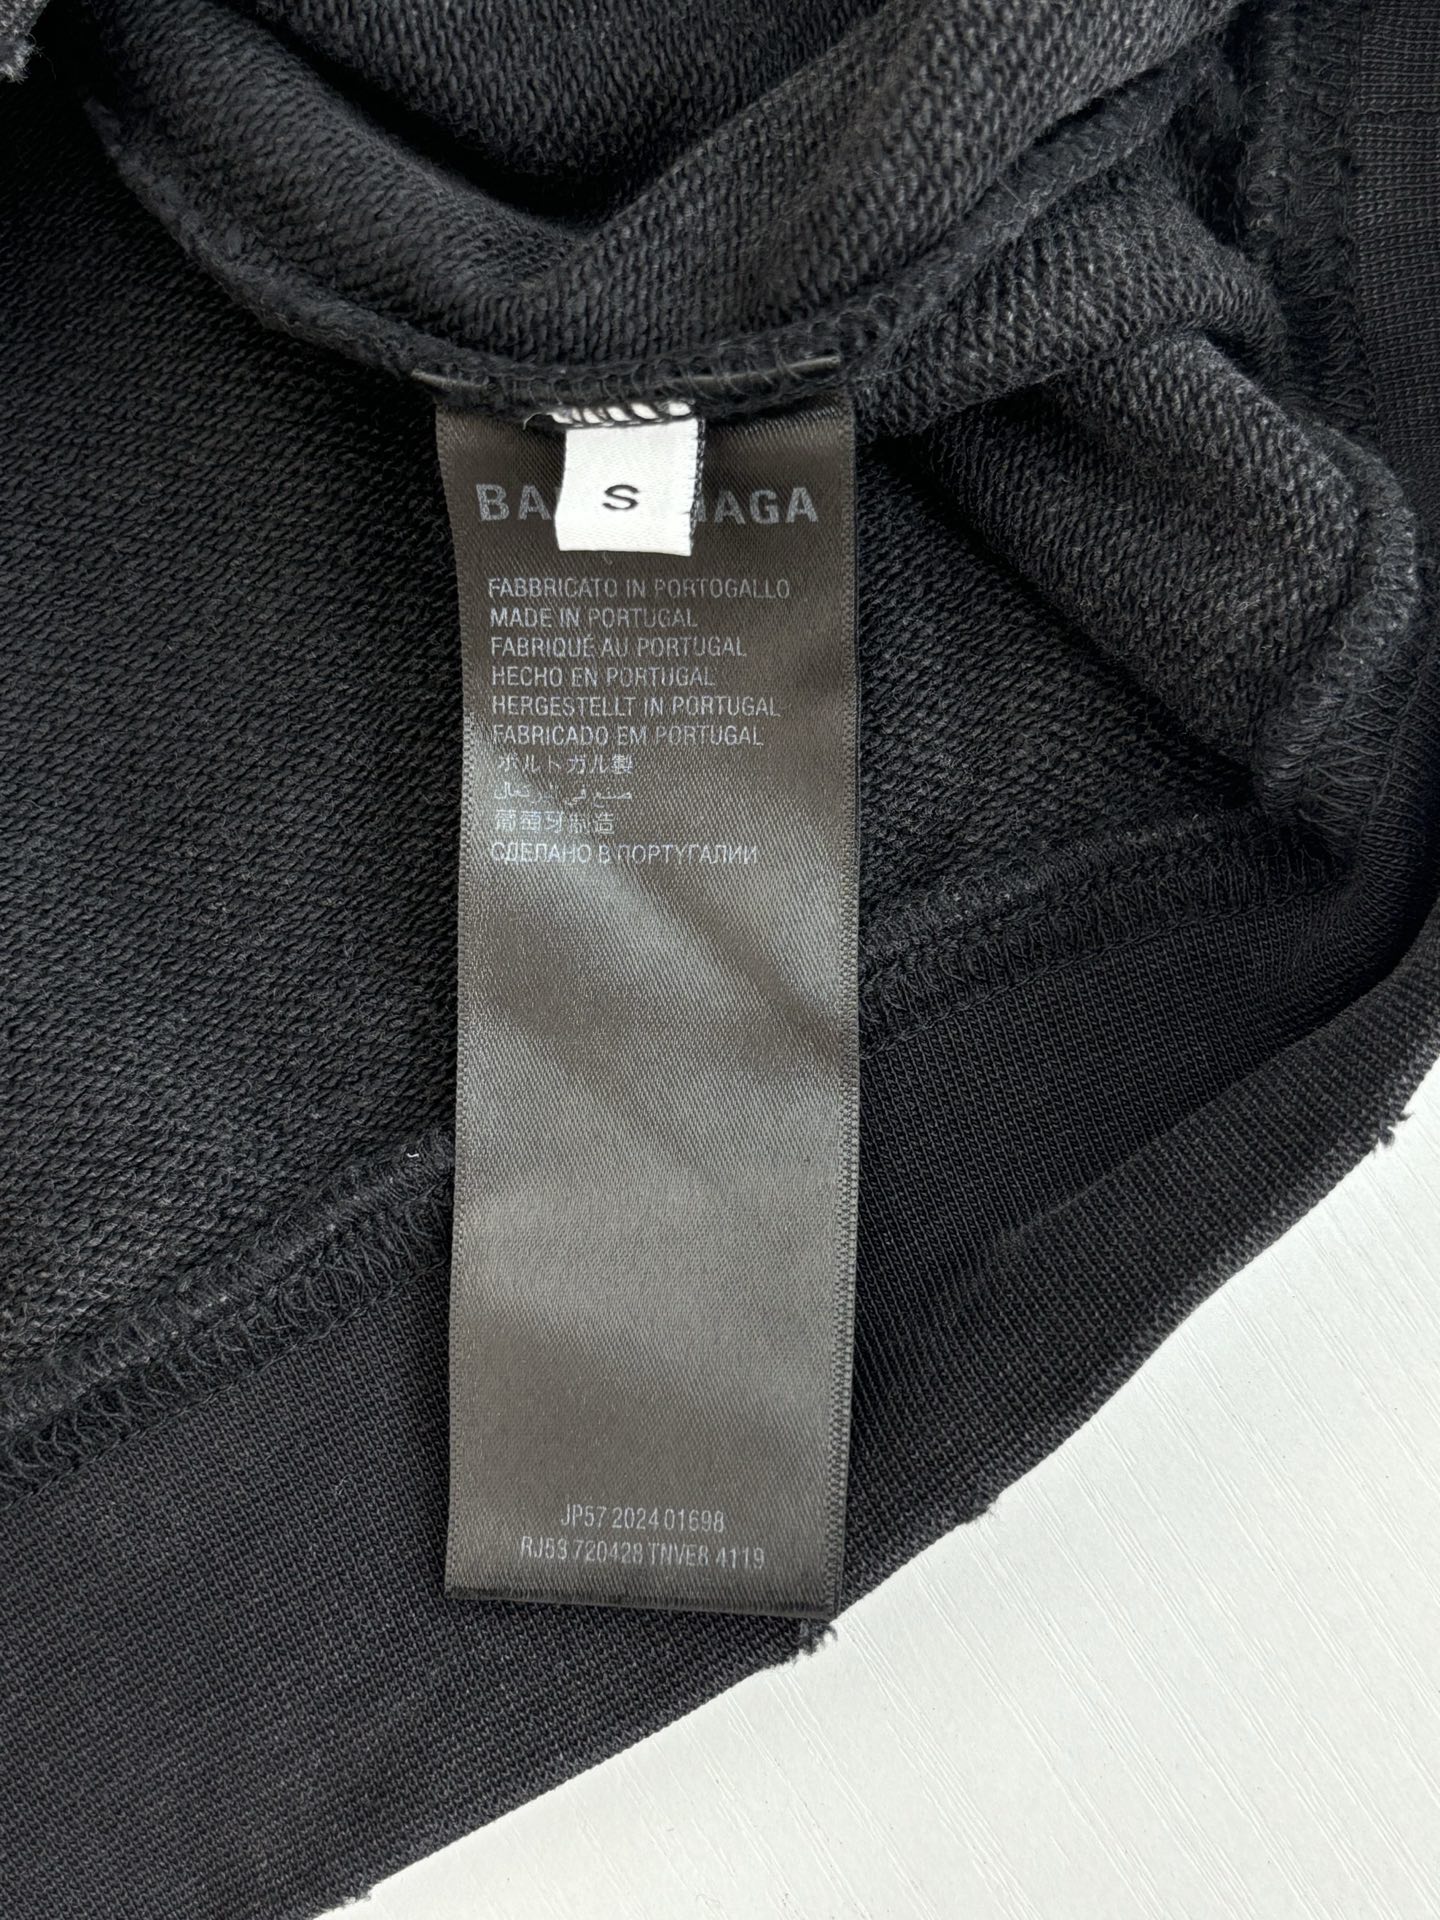 S
FABBRICATO IN PORTOGALLO
MADE IN PORTUGAL
FABRIQUÉ AU PORTUGAL
HECHO EN PORTUGAL
HERGESTELLT IN PORTUGAL
FABRICADO EM PORTUGAL
ポルトガル製
صنع في البرتغال
葡萄牙制造
СДЕЛАНО В ПОРТУГАЛИИ
JP57 2024 01698
RJ53 720428 TNVE8 4119